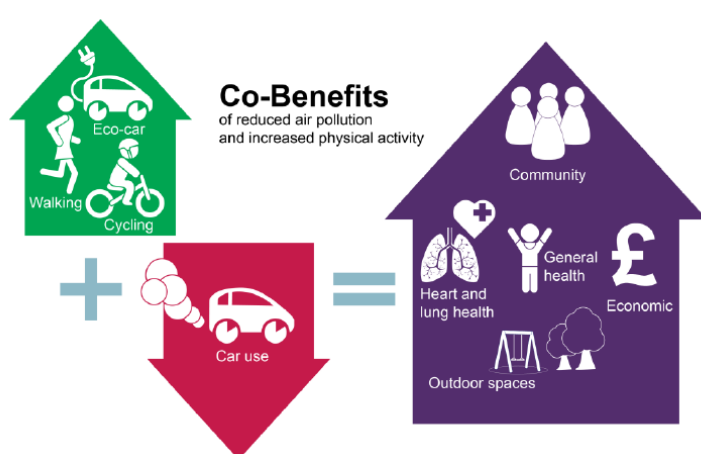 Co-Benefits
of reduced air pollution
and increased physical activity
Eco-car
Walking
Cycling
+
Car use
=
Community
Heart and
lung health
General
health
£
Economic
Outdoor spaces